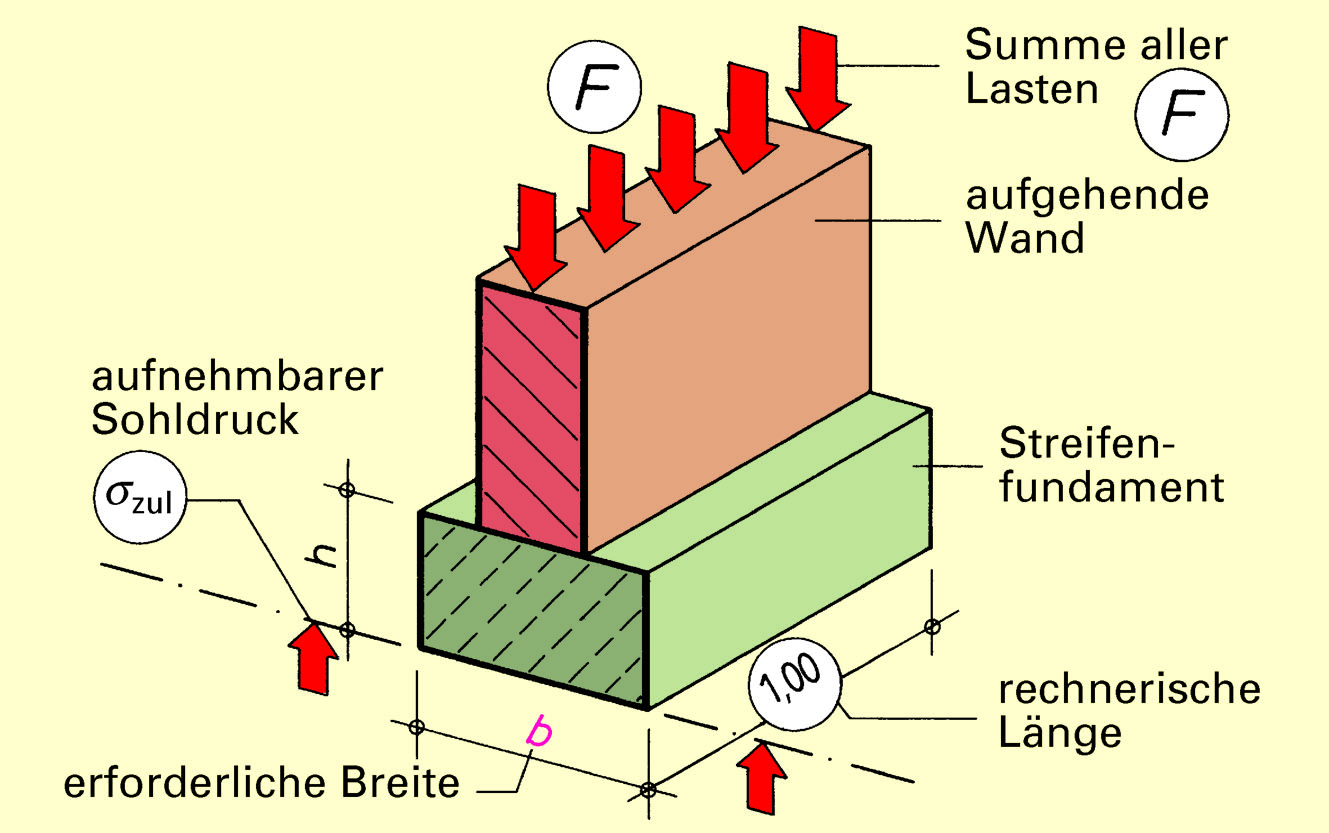 F
Summe aller
Lasten
F
aufgehende
Wand
aufnehmbarer
Sohldruck
σzul
h
Streifen-
fundament
1,00
rechnerische
Länge
b
erforderliche Breite